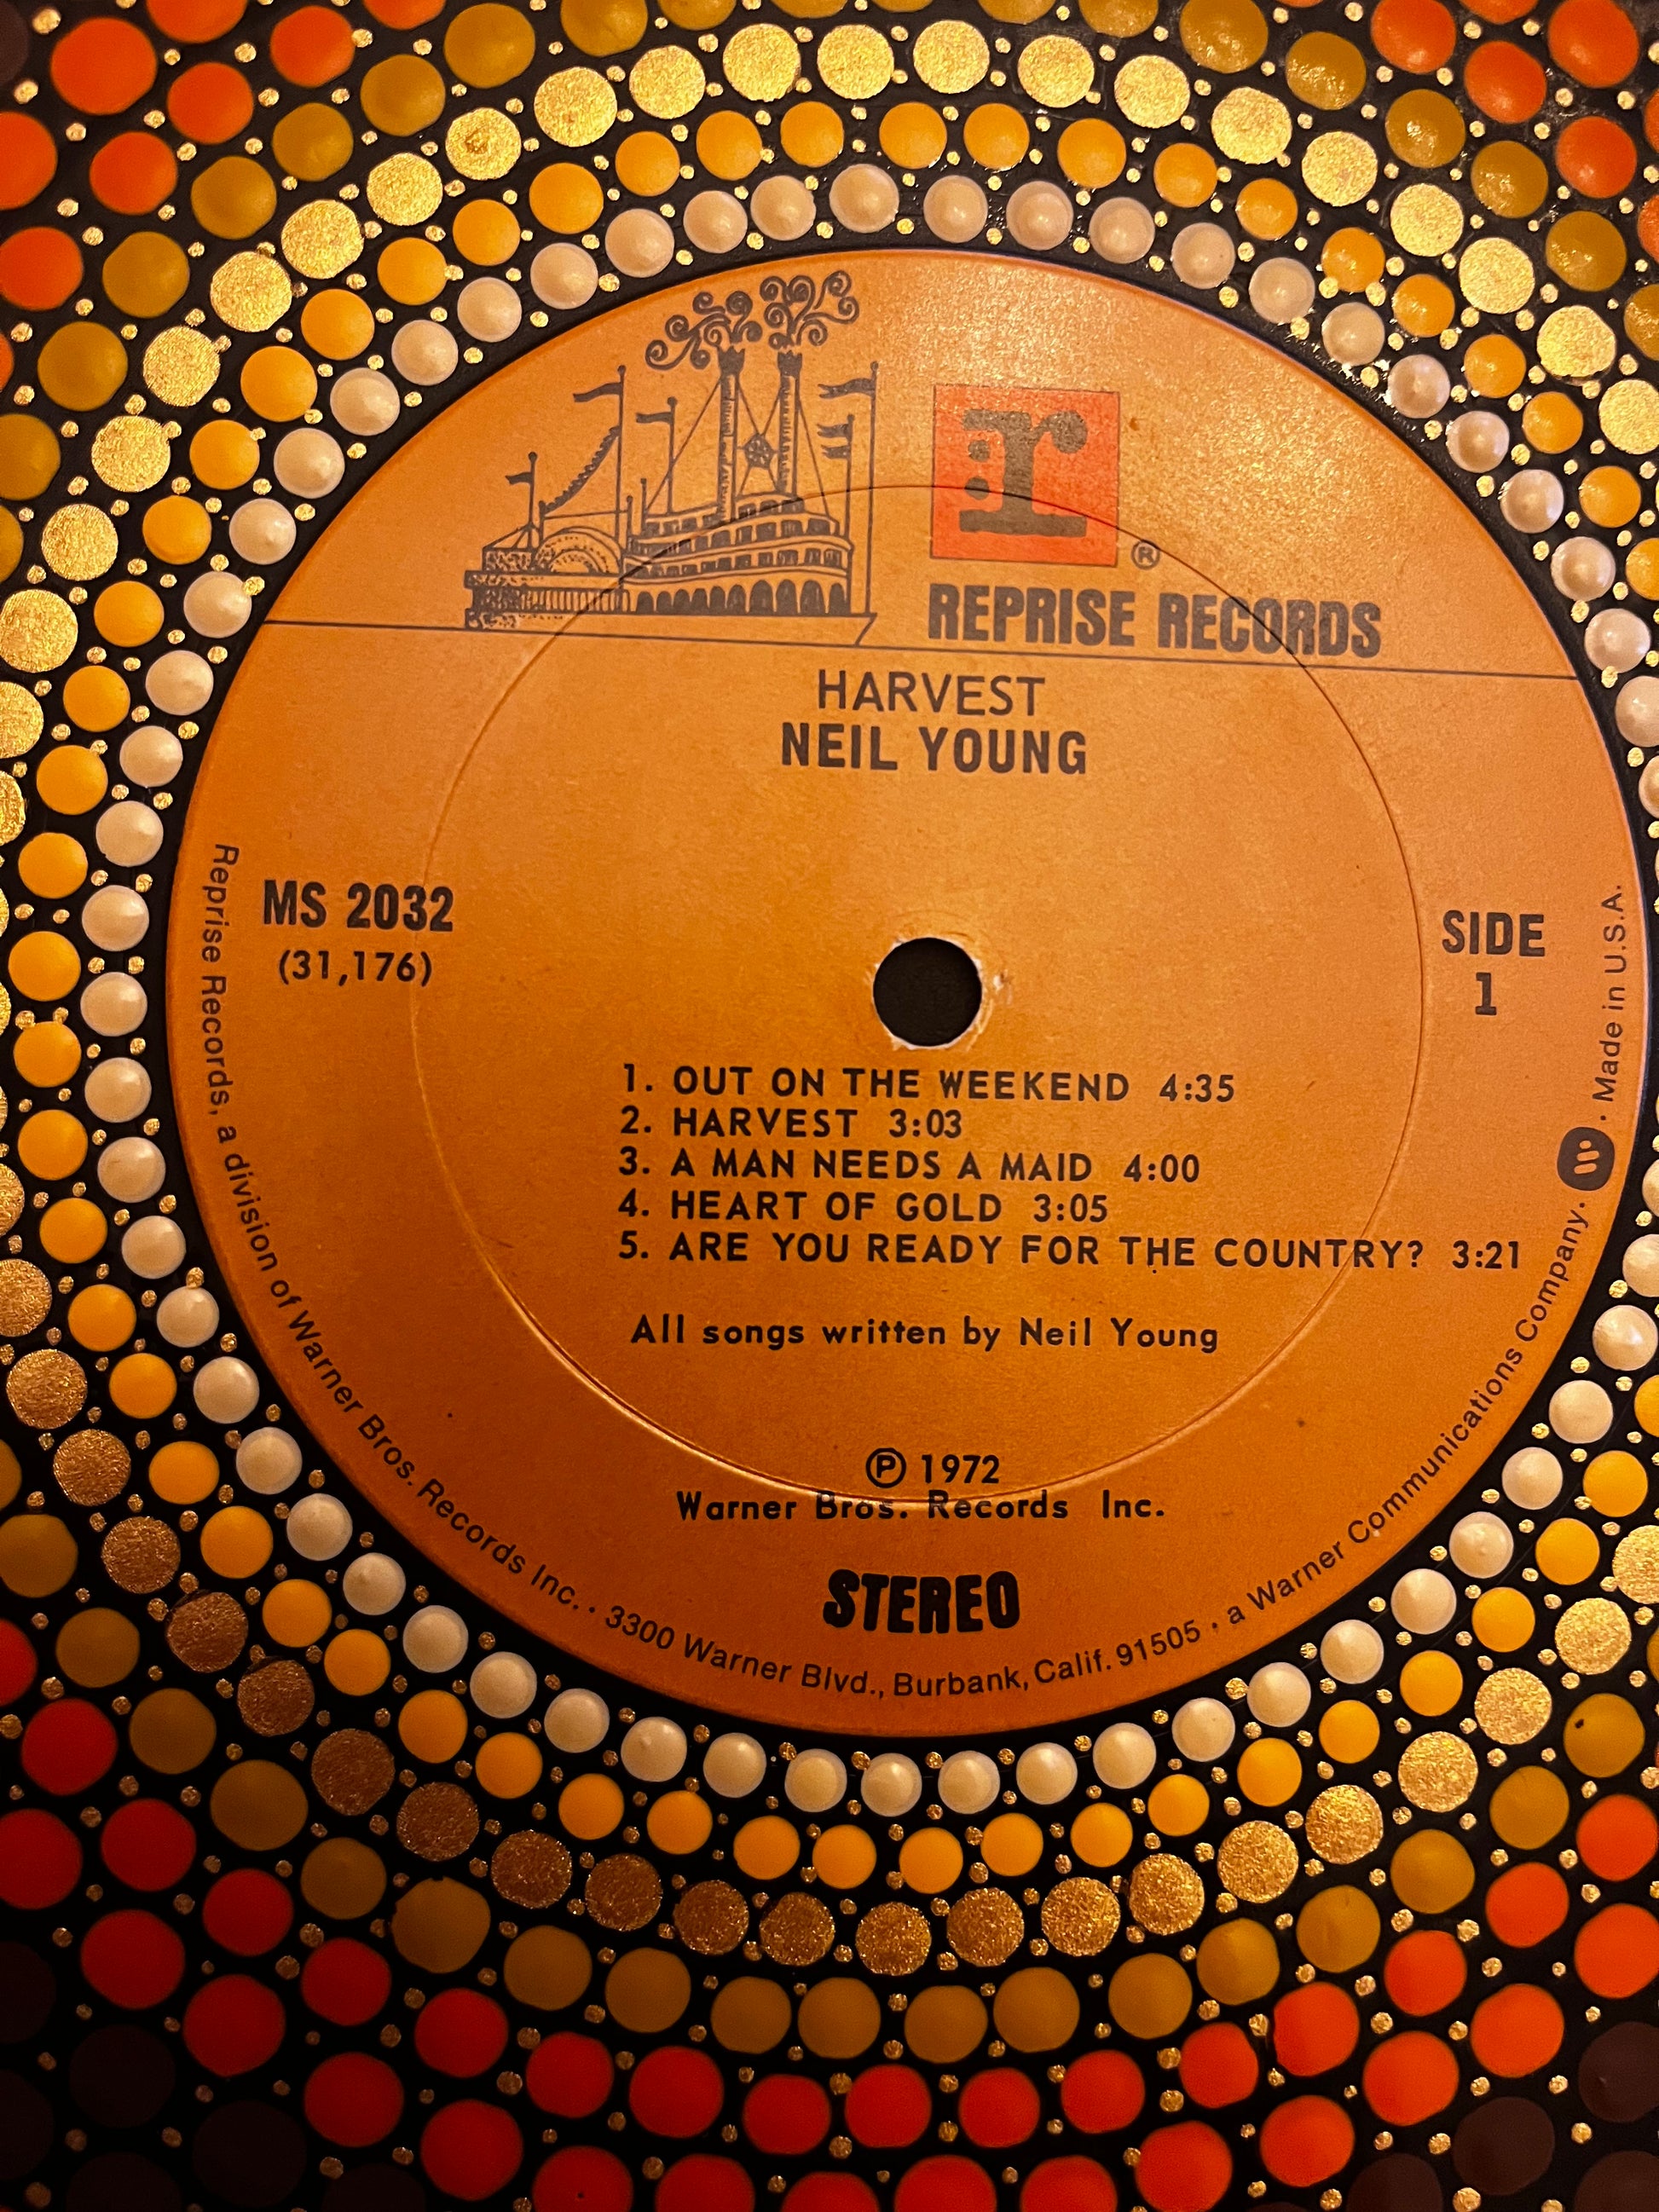 r
®
REPRISE RECORDS
HARVEST
NEIL YOUNG
MS 2032
(31,176)
SIDE
1
1. OUT ON THE WEEKEND 4:35
2. HARVEST 3:03
3. A MAN NEEDS A MAID 4:00
4. HEART OF GOLD 3:05
5. ARE YOU READY FOR THE COUNTRY? 3:21
All songs written by Neil Young
Ⓟ 1972
Warner Bros. Records Inc.
STEREO
Reprise Records, a division of Warner Bros. Records Inc. · 3300 Warner Blvd., Burbank, Calif. 91505 · a Warner Communications Company. · W · Made in U.S.A.